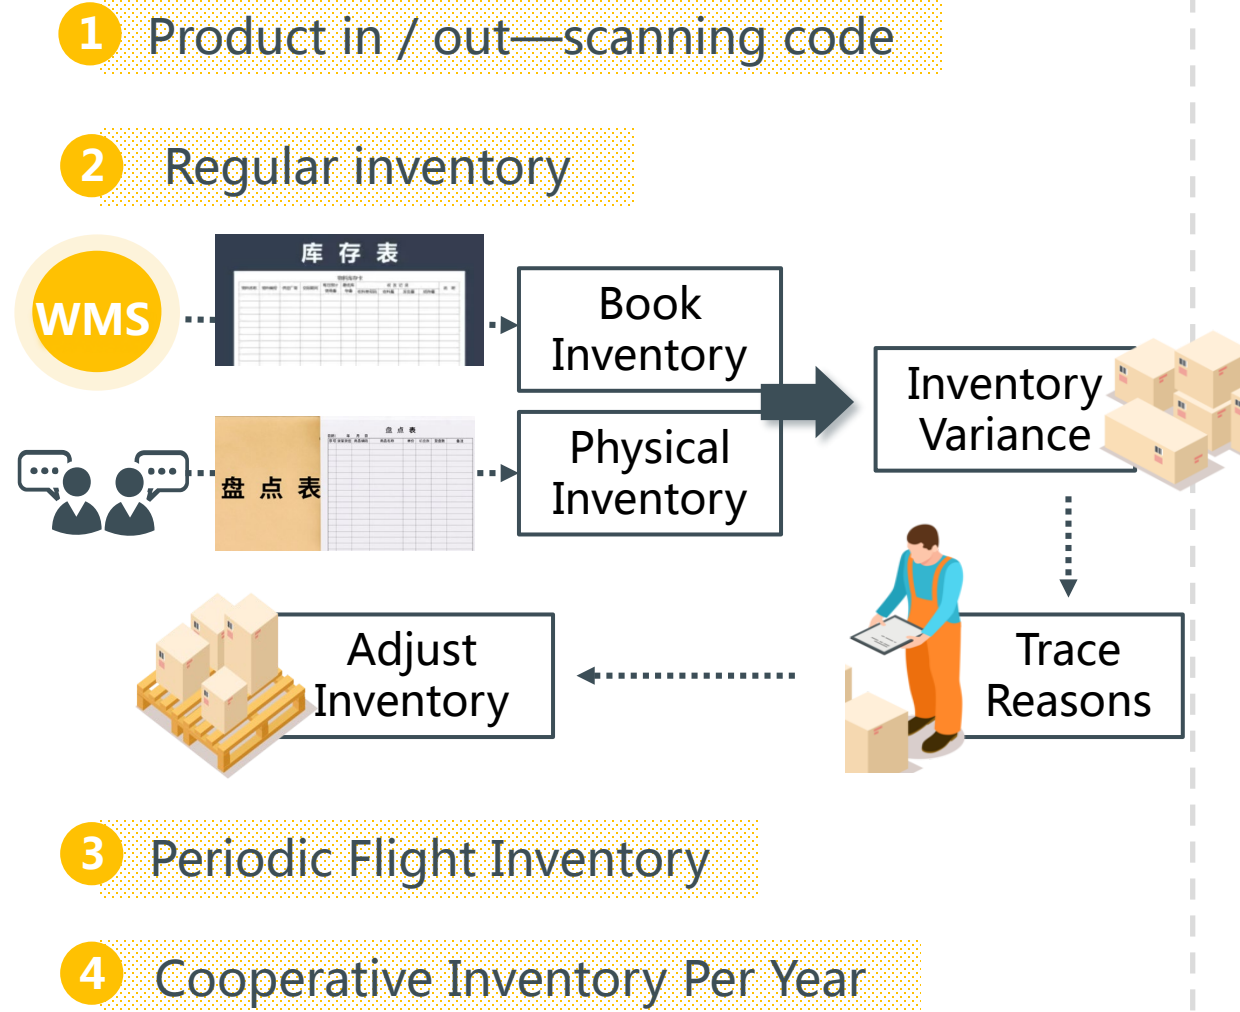 1 Product in / out—scanning code
2 Regular inventory
WMS
库存表
Book
Inventory
盘点表
盘点表
Physical
Inventory
Inventory
Variance
Trace
Reasons
Adjust
Inventory
3 Periodic Flight Inventory
4 Cooperative Inventory Per Year